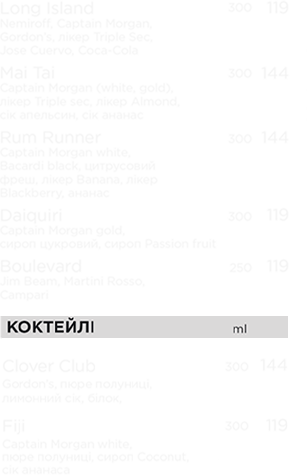 Long Island 300 119
Nemiroff, Captain Morgan,
Gordon's, лікер Triple Sec,
Jose Cuervo, Coca-Cola
Mai Tai 300 144
Captain Morgan (white, gold),
лікер Triple sec, лікер Almond,
сік апельсин, сік ананас
Rum Runner 300 144
Captain Morgan white,
Bacardi black, цитрусовий
фреш, лікер Banana, лікер
Blackberry, ананас
Daiquiri 300 119
Captain Morgan gold,
сироп цукровий, сироп Passion fruit
Boulevard 250 119
Jim Beam, Martini Rosso,
Campari
КОКТЕЙЛІ ml
Clover Club 300 144
Gordon's, пюре полуниці,
лимонний сік, білок,
Fiji 300 119
Captain Morgan white,
пюре полуниці, сироп Coconut,
сік ананаса